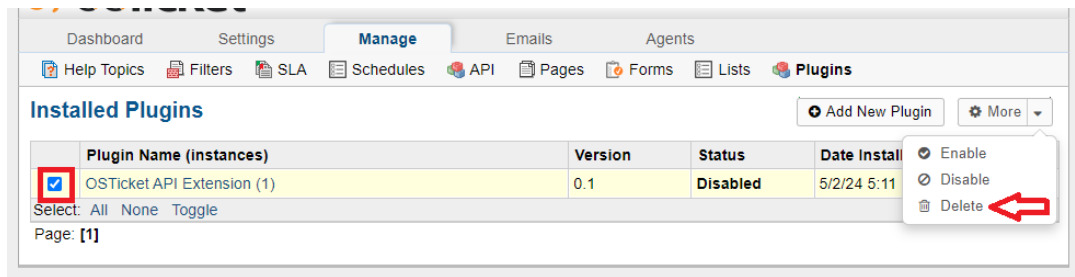 Dashboard Settings Manage Emails Agents
Help Topics Filters SLA Schedules API Pages Forms Lists Plugins
Installed Plugins Add New Plugin More
Plugin Name (instances) Version Status Date Install
Enable
OSTicket API Extension (1) 0.1 Disabled 5/2/24 5:11
Disable
Select: All None Toggle
Delete
Page: [1]